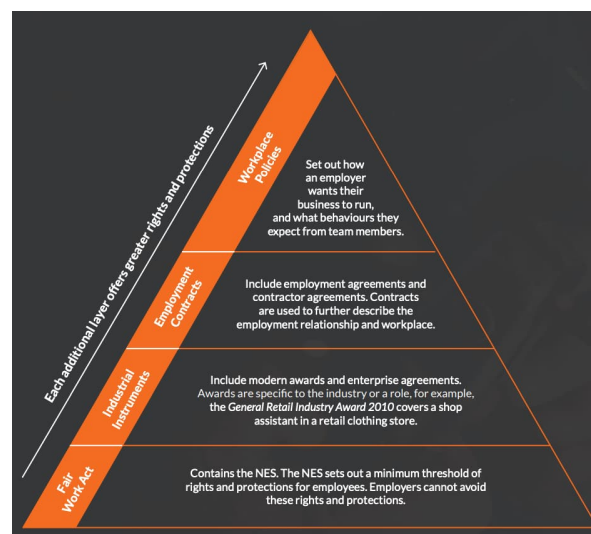 Each additional layer offers greater rights and protections
Workplace
Policies
Set out how
an employer
wants their
business to run,
and what behaviours they
expect from team members.
Employment
Contracts
Include employment agreements and
contractor agreements. Contracts
are used to further describe the
employment relationship and workplace.
Industrial
Instruments
Include modern awards and enterprise agreements.
Awards are specific to the industry or a role, for example,
the General Retail Industry Award 2010 covers a shop
assistant in a retail clothing store.
Fair
Work Act
Contains the NES. The NES sets out a minimum threshold of
rights and protections for employees. Employers cannot avoid
these rights and protections.